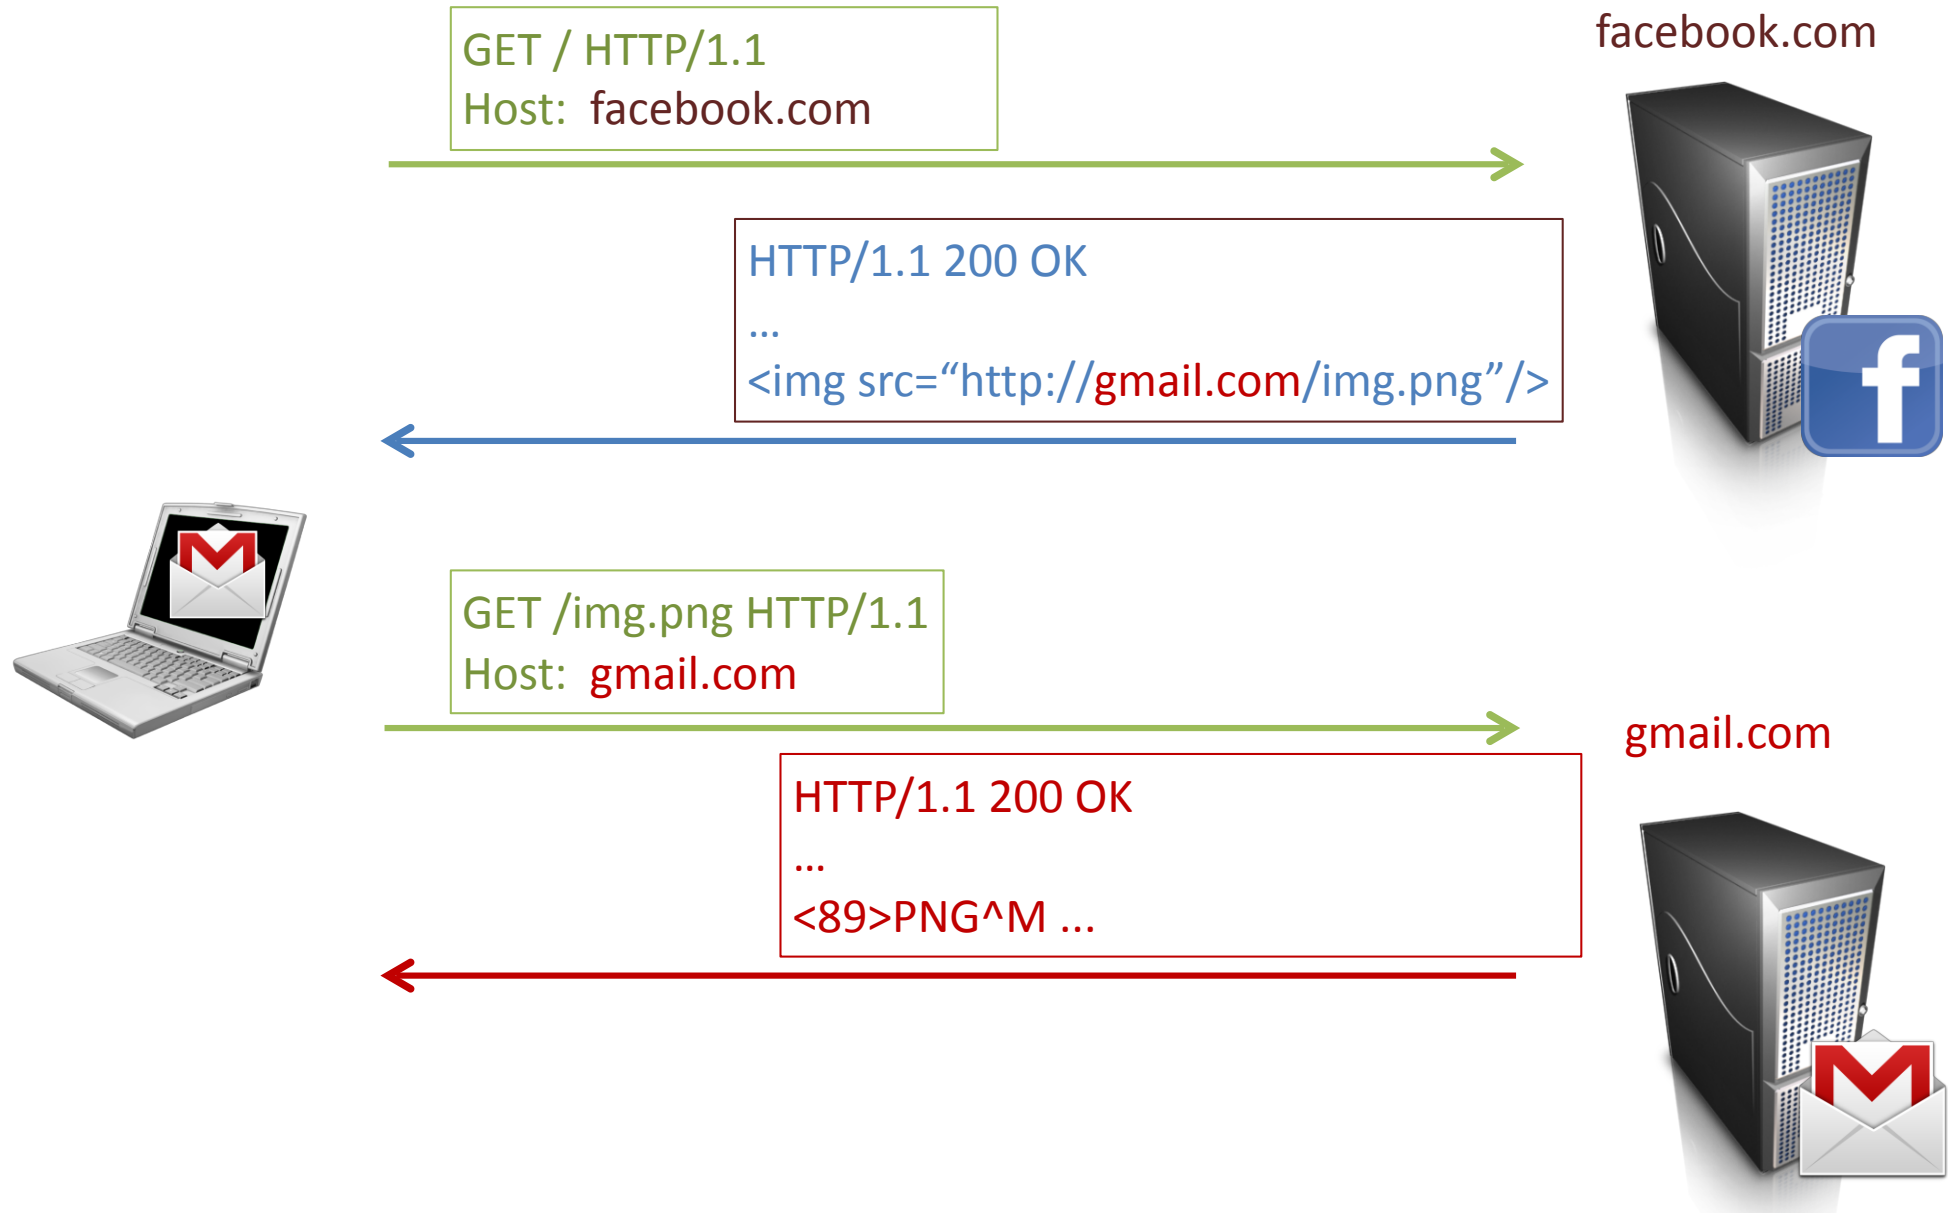 GET / HTTP/1.1
Host: facebook.com
facebook.com
HTTP/1.1 200 OK
...
<img src=“http://gmail.com/img.png”/>
GET /img.png HTTP/1.1
Host: gmail.com
gmail.com
HTTP/1.1 200 OK
...
<89>PNG^M ...